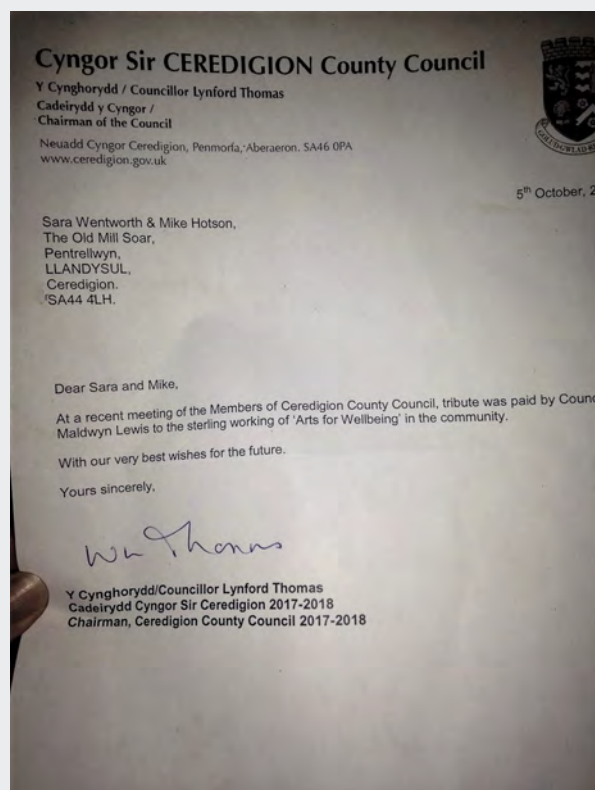 Cyngor Sir CEREDIGION County Council
Y Cynghorydd / Councillor Lynford Thomas
Cadeirydd y Cyngor /
Chairman of the Council
Neuadd Cyngor Ceredigion, Penmorfa, Aberaeron. SA46 0PA
www.ceredigion.gov.uk
5th October, 2
Sara Wentworth & Mike Hotson,
The Old Mill Soar,
Pentrellwyn,
LLANDYSUL,
Ceredigion.
SA44 4LH.
Dear Sara and Mike,
At a recent meeting of the Members of Ceredigion County Council, tribute was paid by Counc
Maldwyn Lewis to the sterling working of 'Arts for Wellbeing' in the community.
With our very best wishes for the future.
Yours sincerely,
Thomas
Y Cynghorydd/Councillor Lynford Thomas
Cadeirydd Cyngor Sir Ceredigion 2017-2018
Chairman, Ceredigion County Council 2017-2018